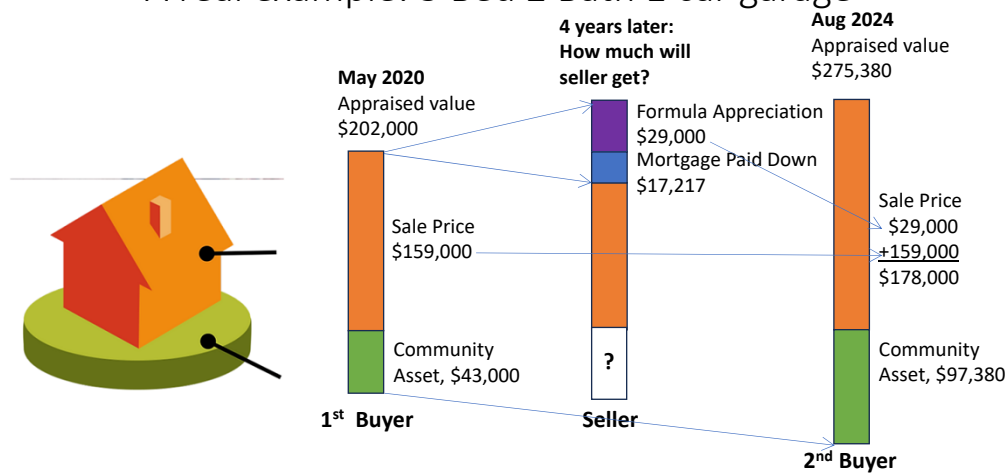 May 2020
Appraised value
$202,000
Sale Price
$159,000
Community
Asset, $43,000
1st Buyer
4 years later:
How much will
seller get?
Formula Appreciation
$29,000
Mortgage Paid Down
$17,217
?
Seller
Aug 2024
Appraised value
$275,380
Sale Price
$29,000
+159,000
$178,000
Community
Asset, $97,380
2nd Buyer